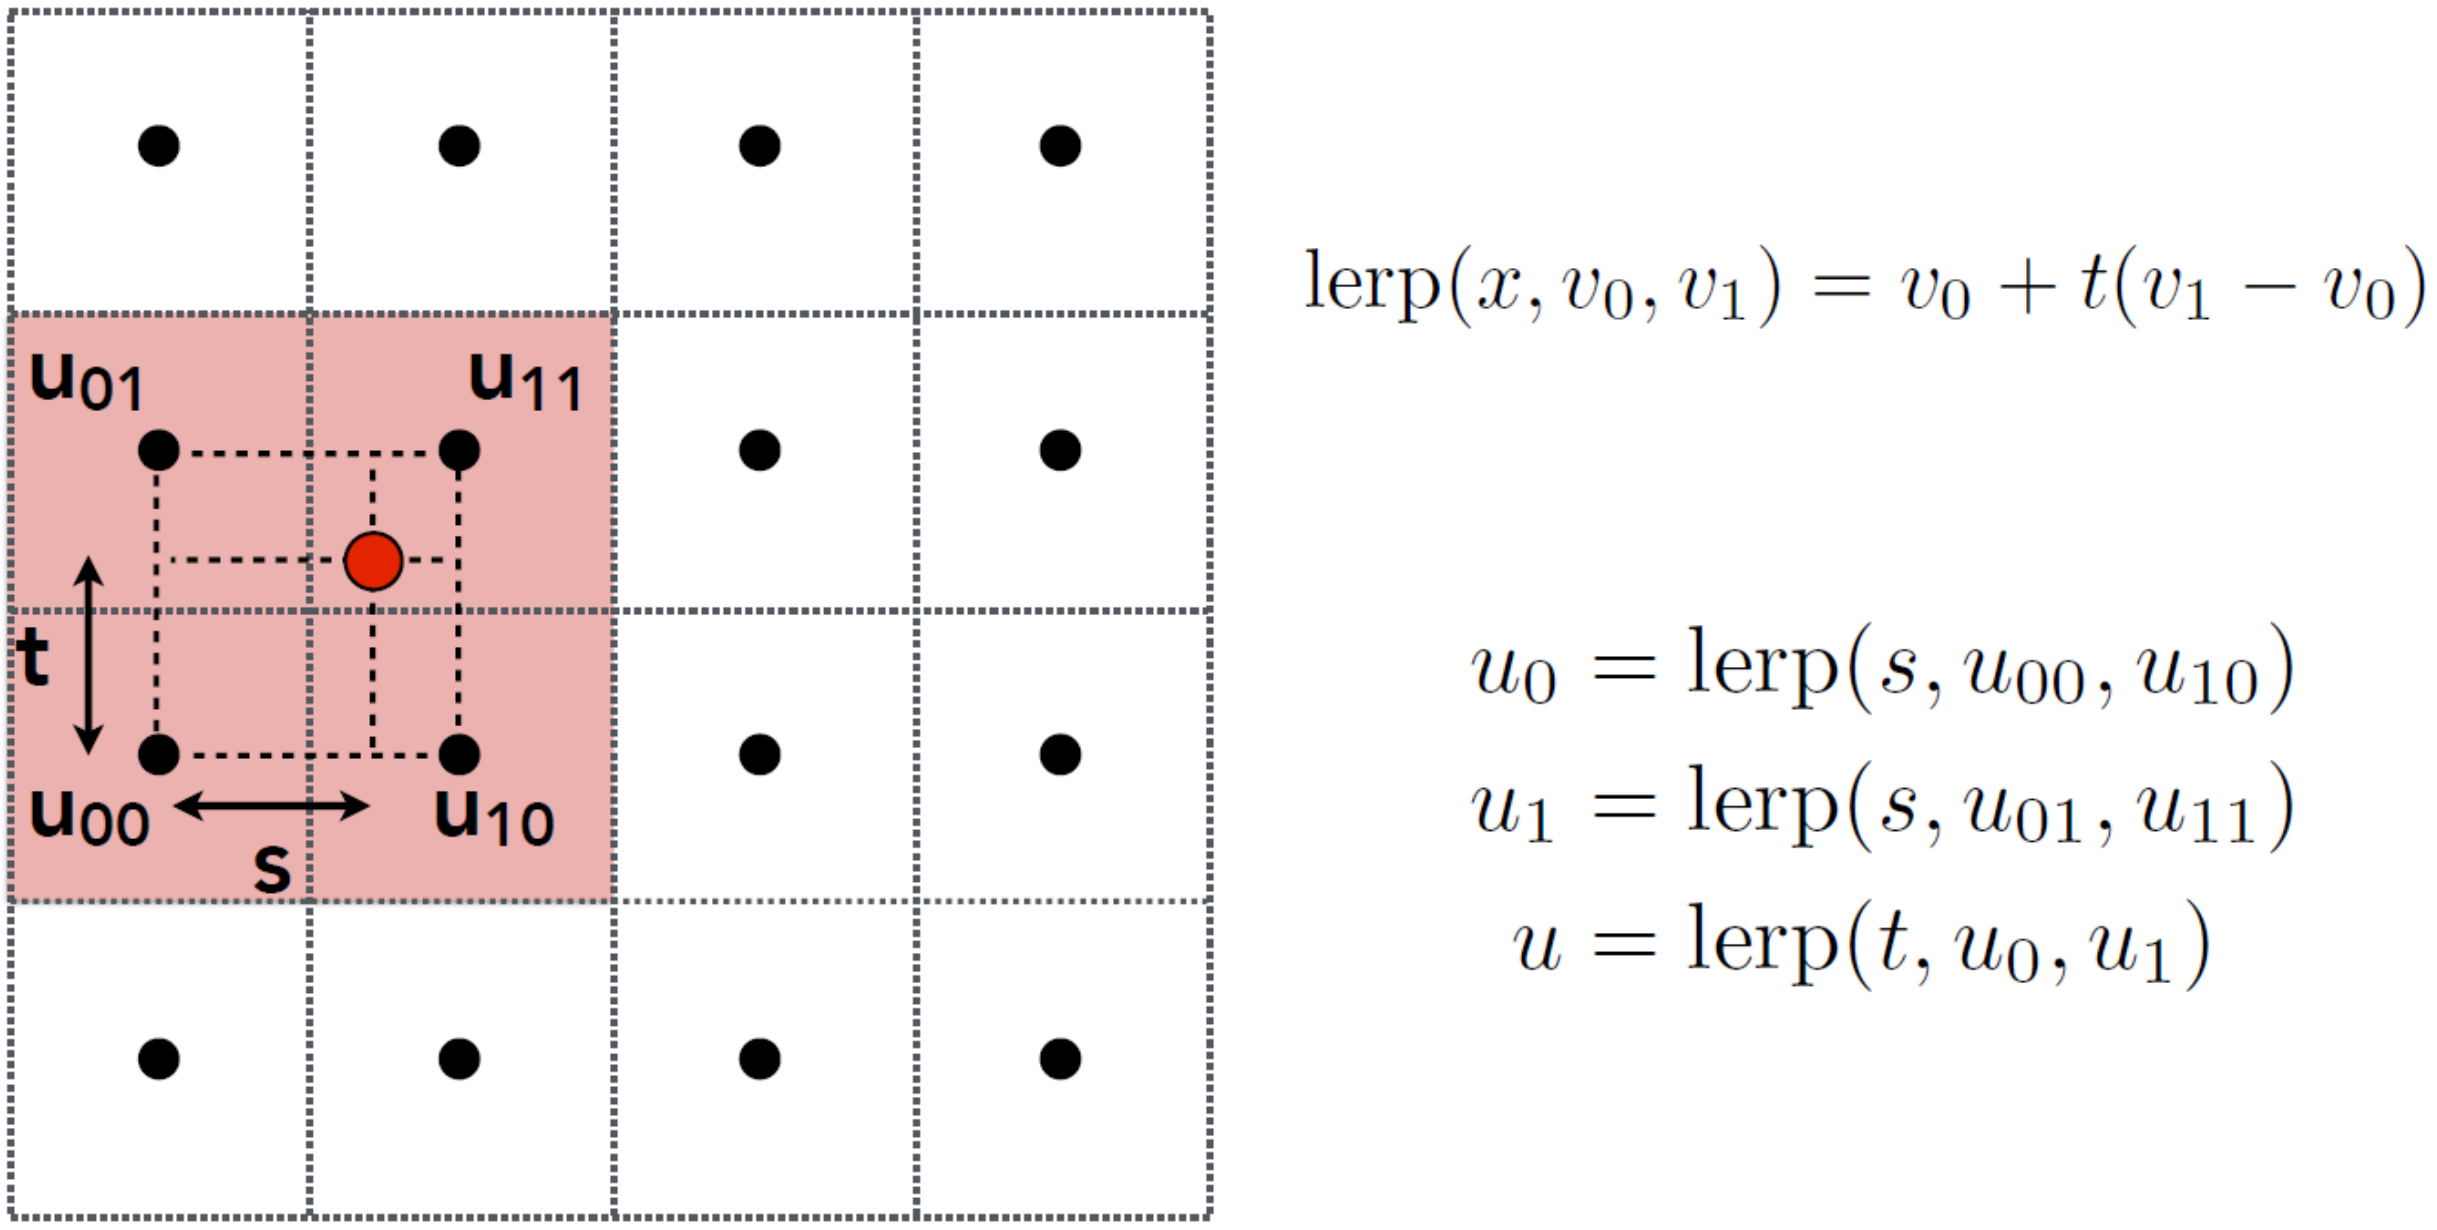 u₀₁ u₁₁
t
u₀₀ u₁₀
s
lerp(x, v₀, v₁) = v₀ + t(v₁ − v₀)
u₀ = lerp(s, u₀₀, u₁₀)
u₁ = lerp(s, u₀₁, u₁₁)
u = lerp(t, u₀, u₁)